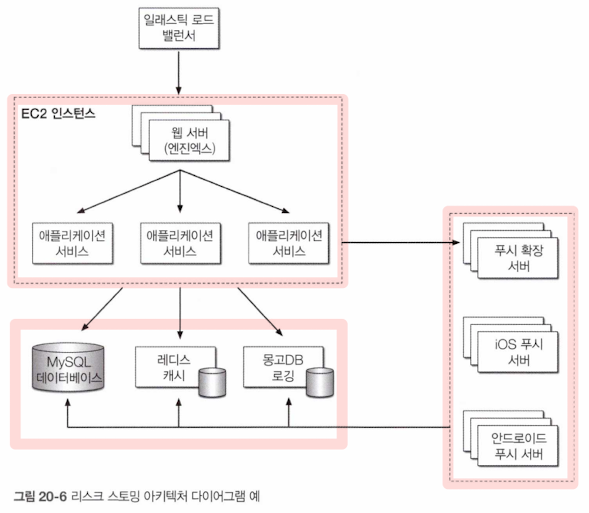 일래스틱 로드
밸런서
EC2 인스턴스
웹 서버
(엔진엑스)
애플리케이션
서비스
애플리케이션
서비스
애플리케이션
서비스
푸시 확장
서버
iOS 푸시
서버
안드로이드
푸시 서버
MySQL
데이터베이스
레디스
캐시
몽고DB
로깅
그림 20-6 리스크 스토밍 아키텍처 다이어그램 예